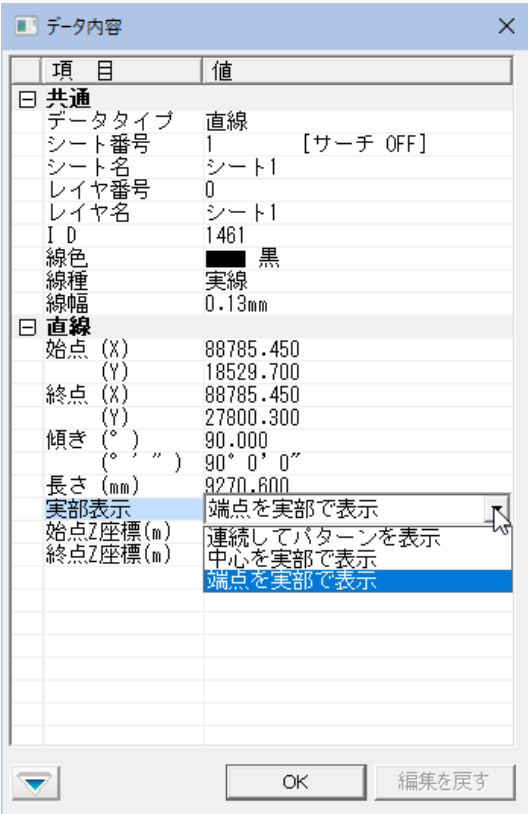 データ内容
項　目 値
共通
データタイプ 直線
シート番号 1 [サーチ OFF]
シート名 シート1
レイヤ番号 0
レイヤ名 シート1
ＩＤ 1461
線色 黒
線種 実線
線幅 0.13mm
直線
始点 (X) 88785.450
(Y) 18529.700
終点 (X) 88785.450
(Y) 27800.300
傾き (° ) 90.000
(° ′ ″ ) 90° 0′ 0″
長さ (mm) 9270.600
実部表示 端点を実部で表示
始点Z座標(m) 連続してパターンを表示
終点Z座標(m) 中心を実部で表示
端点を実部で表示
OK 編集を戻す